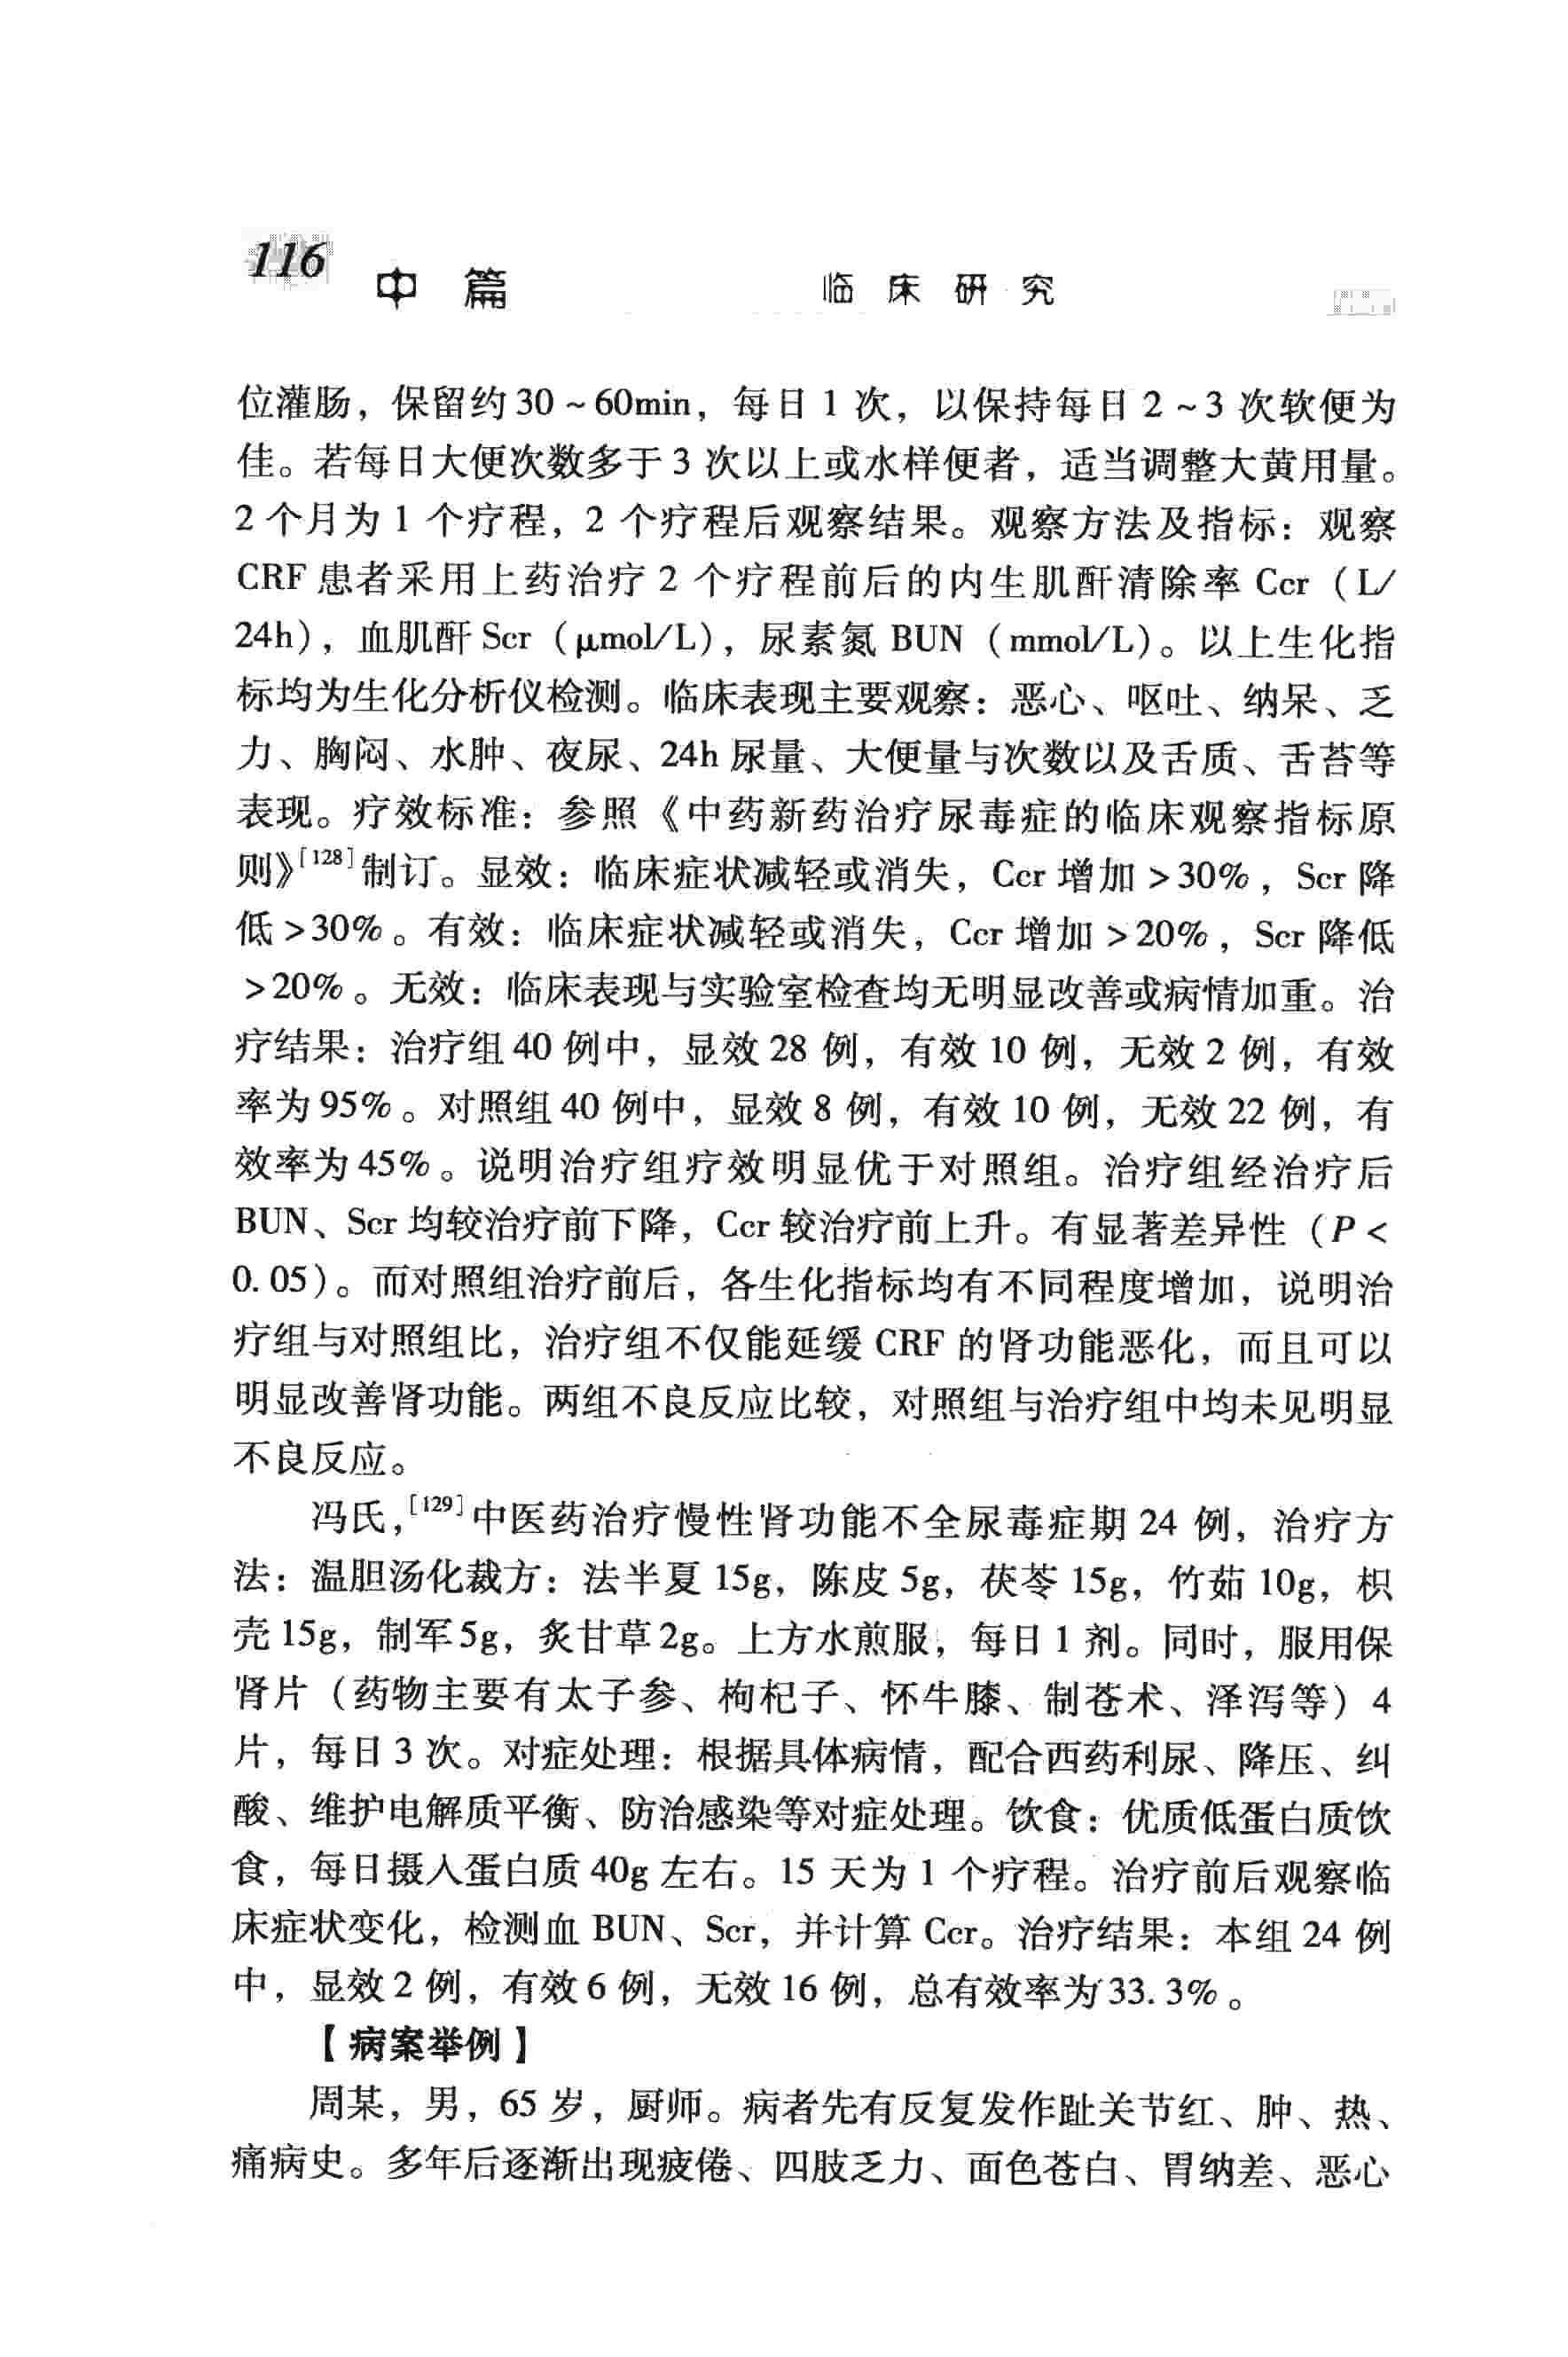 116
中 篇 临 床 研 究
位灌肠，保留约30～60min，每日1次，以保持每日2～3次软便为
佳。若每日大便次数多于3次以上或水样便者，适当调整大黄用量。
2个月为1个疗程，2个疗程后观察结果。观察方法及指标：观察
CRF患者采用上药治疗2个疗程前后的内生肌酐清除率Ccr（L/
24h），血肌酐Scr（μmol/L），尿素氮BUN（mmol/L）。以上生化指
标均为生化分析仪检测。临床表现主要观察：恶心、呕吐、纳呆、乏
力、胸闷、水肿、夜尿、24h尿量、大便量与次数以及舌质、舌苔等
表现。疗效标准：参照《中药新药治疗尿毒症的临床观察指标原
则》[128]制订。显效：临床症状减轻或消失，Ccr增加>30%，Scr降
低>30%。有效：临床症状减轻或消失，Ccr增加>20%，Scr降低
>20%。无效：临床表现与实验室检查均无明显改善或病情加重。治
疗结果：治疗组40例中，显效28例，有效10例，无效2例，有效
率为95%。对照组40例中，显效8例，有效10例，无效22例，有
效率为45%。说明治疗组疗效明显优于对照组。治疗组经治疗后
BUN、Scr均较治疗前下降，Ccr较治疗前上升。有显著差异性（P<
0.05）。而对照组治疗前后，各生化指标均有不同程度增加，说明治
疗组与对照组比，治疗组不仅能延缓CRF的肾功能恶化，而且可以
明显改善肾功能。两组不良反应比较，对照组与治疗组中均未见明显
不良反应。
冯氏，[129]中医药治疗慢性肾功能不全尿毒症期24例，治疗方
法：温胆汤化裁方：法半夏15g，陈皮5g，茯苓15g，竹茹10g，枳
壳15g，制军5g，炙甘草2g。上方水煎服，每日1剂。同时，服用保
肾片（药物主要有太子参、枸杞子、怀牛膝、制苍术、泽泻等）4
片，每日3次。对症处理：根据具体病情，配合西药利尿、降压、纠
酸、维护电解质平衡、防治感染等对症处理。饮食：优质低蛋白质饮
食，每日摄入蛋白质40g左右。15天为1个疗程。治疗前后观察临
床症状变化，检测血BUN、Scr，并计算Ccr。治疗结果：本组24例
中，显效2例，有效6例，无效16例，总有效率为33.3%。
【病案举例】
周某，男，65岁，厨师。病者先有反复发作趾关节红、肿、热、
痛病史。多年后逐渐出现疲倦、四肢乏力、面色苍白、胃纳差、恶心